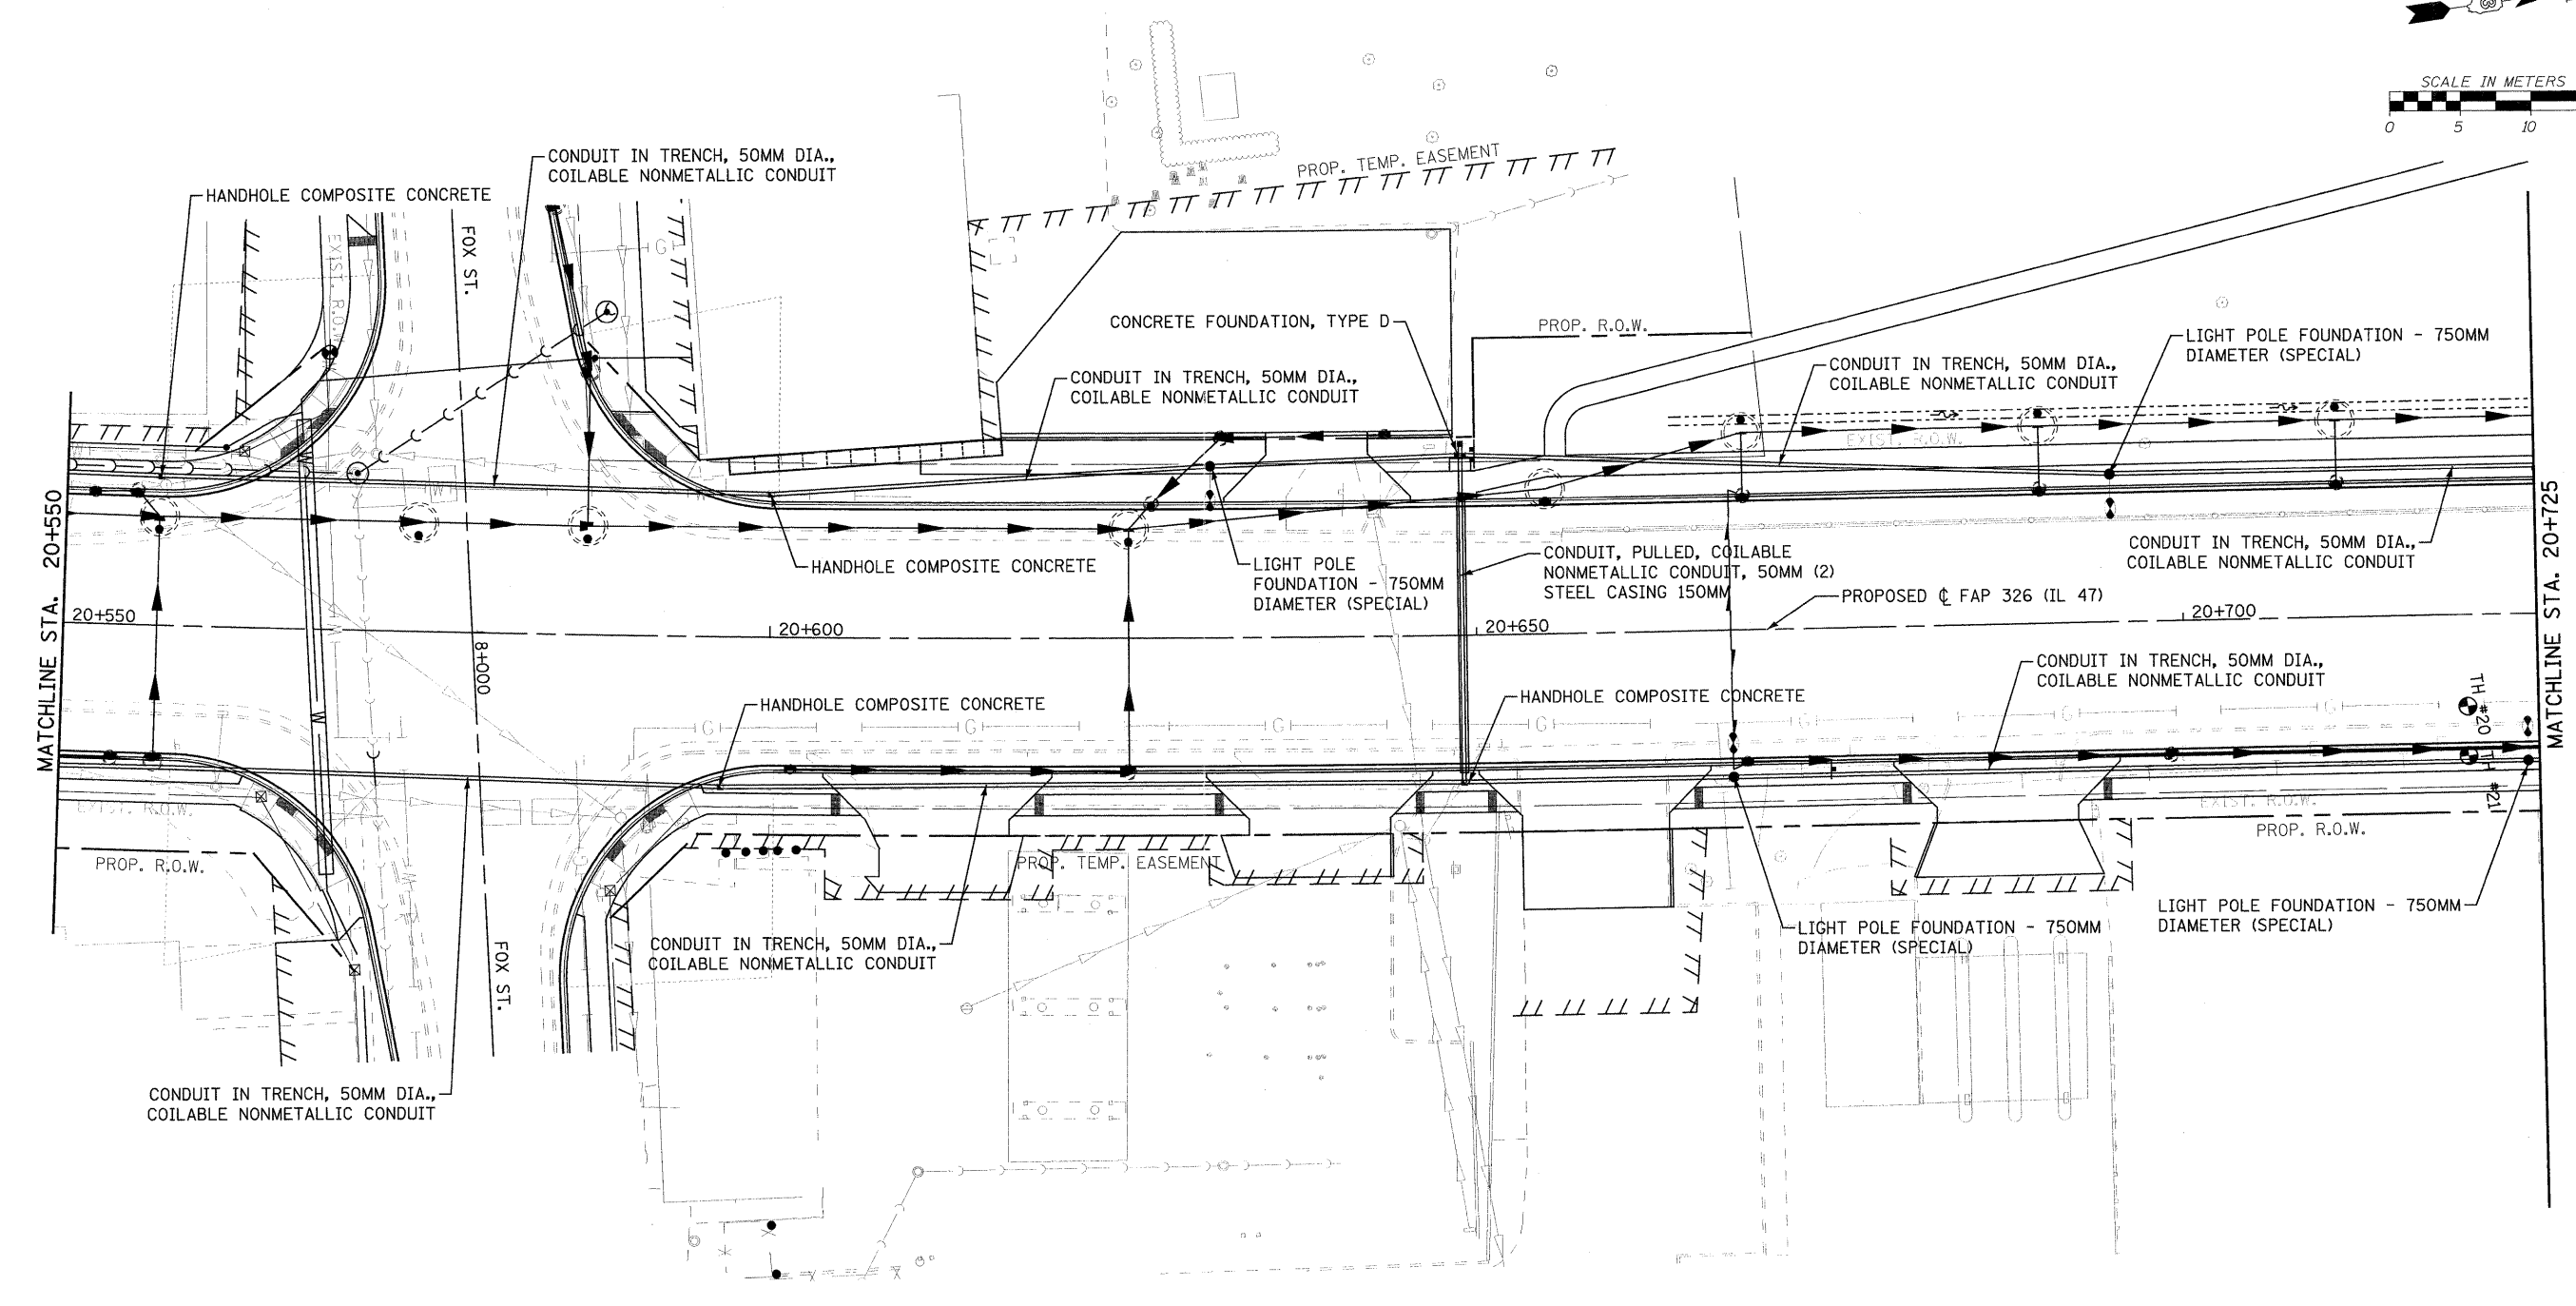 SCALE IN METERS
0 5 10
CONDUIT IN TRENCH, 50MM DIA.,
COILABLE NONMETALLIC CONDUIT
HANDHOLE COMPOSITE CONCRETE
PROP. TEMP. EASEMENT
FOX ST.
EXIST. R.O.W.
G
CONCRETE FOUNDATION, TYPE D
PROP. R.O.W.
LIGHT POLE FOUNDATION - 750MM
DIAMETER (SPECIAL)
CONDUIT IN TRENCH, 50MM DIA.,
COILABLE NONMETALLIC CONDUIT
CONDUIT IN TRENCH, 50MM DIA.,
COILABLE NONMETALLIC CONDUIT
EXIST. R.O.W.
W
MATCHLINE STA. 20+550
MATCHLINE STA. 20+725
HANDHOLE COMPOSITE CONCRETE
LIGHT POLE
FOUNDATION - 750MM
DIAMETER (SPECIAL)
CONDUIT, PULLED, COILABLE
NONMETALLIC CONDUIT, 50MM (2)
STEEL CASING 150MM
CONDUIT IN TRENCH, 50MM DIA.,
COILABLE NONMETALLIC CONDUIT
PROPOSED ℄ FAP 326 (IL 47)
20+550
20+600
20+650
20+700
8+000
W
W
CONDUIT IN TRENCH, 50MM DIA.,
COILABLE NONMETALLIC CONDUIT
HANDHOLE COMPOSITE CONCRETE
HANDHOLE COMPOSITE CONCRETE
TH #20
TH #21
G
G
G
G
G
G
G
EXIST. R.O.W.
EXIST. R.O.W.
PROP. R.O.W.
PROP. R.O.W.
PROP. TEMP. EASEMENT
LIGHT POLE FOUNDATION - 750MM
DIAMETER (SPECIAL)
LIGHT POLE FOUNDATION - 750MM
DIAMETER (SPECIAL)
CONDUIT IN TRENCH, 50MM DIA.,
COILABLE NONMETALLIC CONDUIT
FOX ST.
CONDUIT IN TRENCH, 50MM DIA.,
COILABLE NONMETALLIC CONDUIT